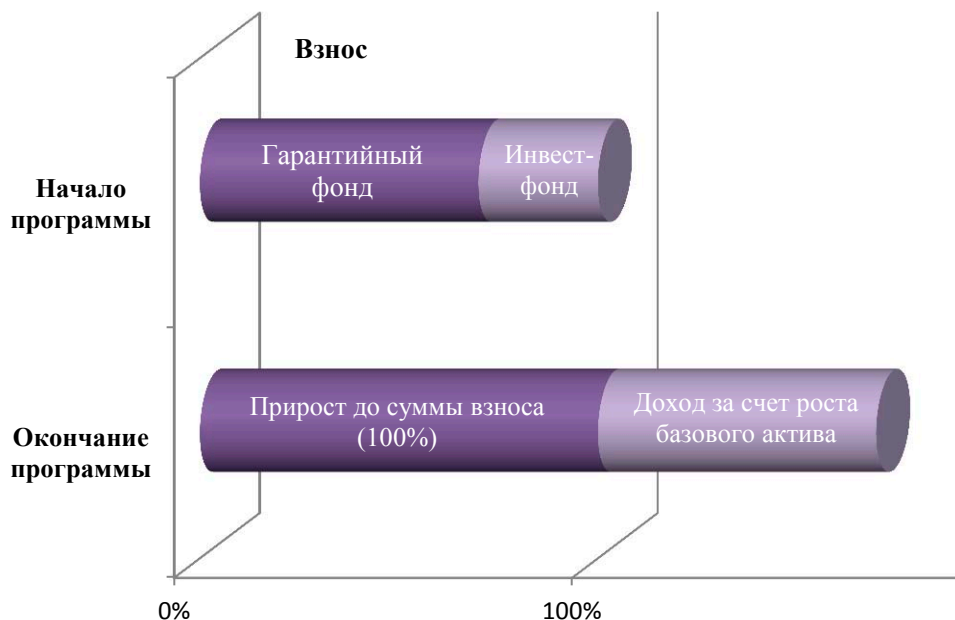 Взнос
Начало
программы
Гарантийный
фонд
Инвест-
фонд
Окончание
программы
Прирост до суммы взноса
(100%)
Доход за счет роста
базового актива
0%
100%